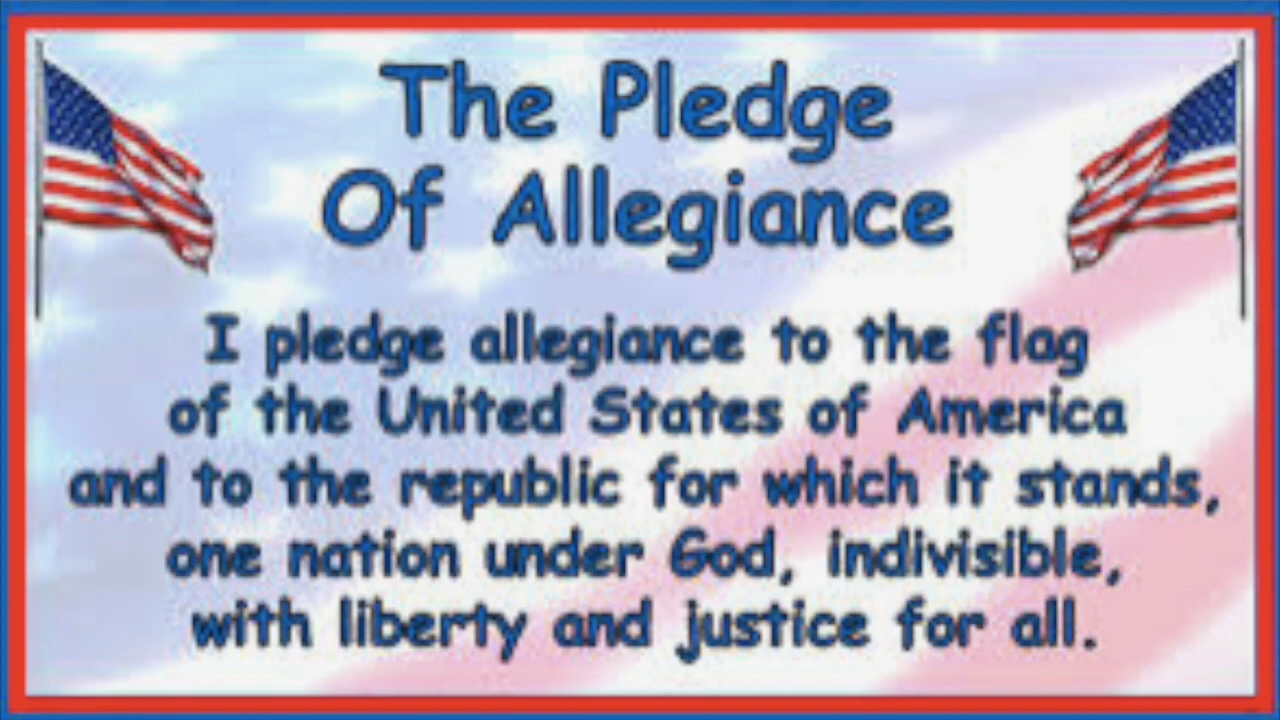 The Pledge
Of Allegiance
I pledge allegiance to the flag
of the United States of America
and to the republic for which it stands,
one nation under God, indivisible,
with liberty and justice for all.